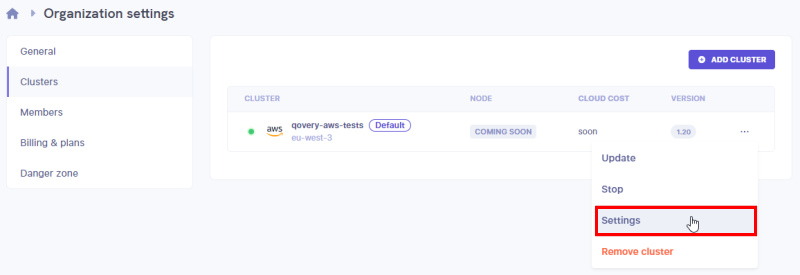 Organization settings
General
Clusters
Members
Billing & plans
Danger zone
ADD CLUSTER
CLUSTER NODE CLOUD COST VERSION
aws qovery-aws-tests Default COMING SOON soon 1.20 ...
eu-west-3
Update
Stop
Settings
Remove cluster